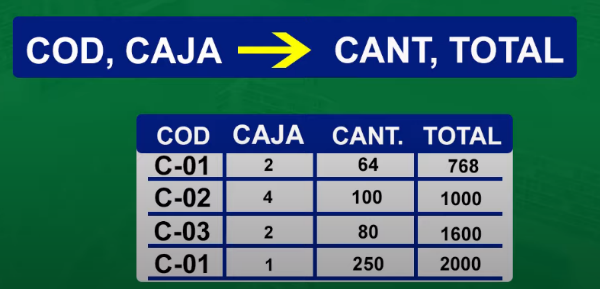 COD, CAJA → CANT, TOTAL
COD CAJA CANT. TOTAL
C-01 2 64 768
C-02 4 100 1000
C-03 2 80 1600
C-01 1 250 2000